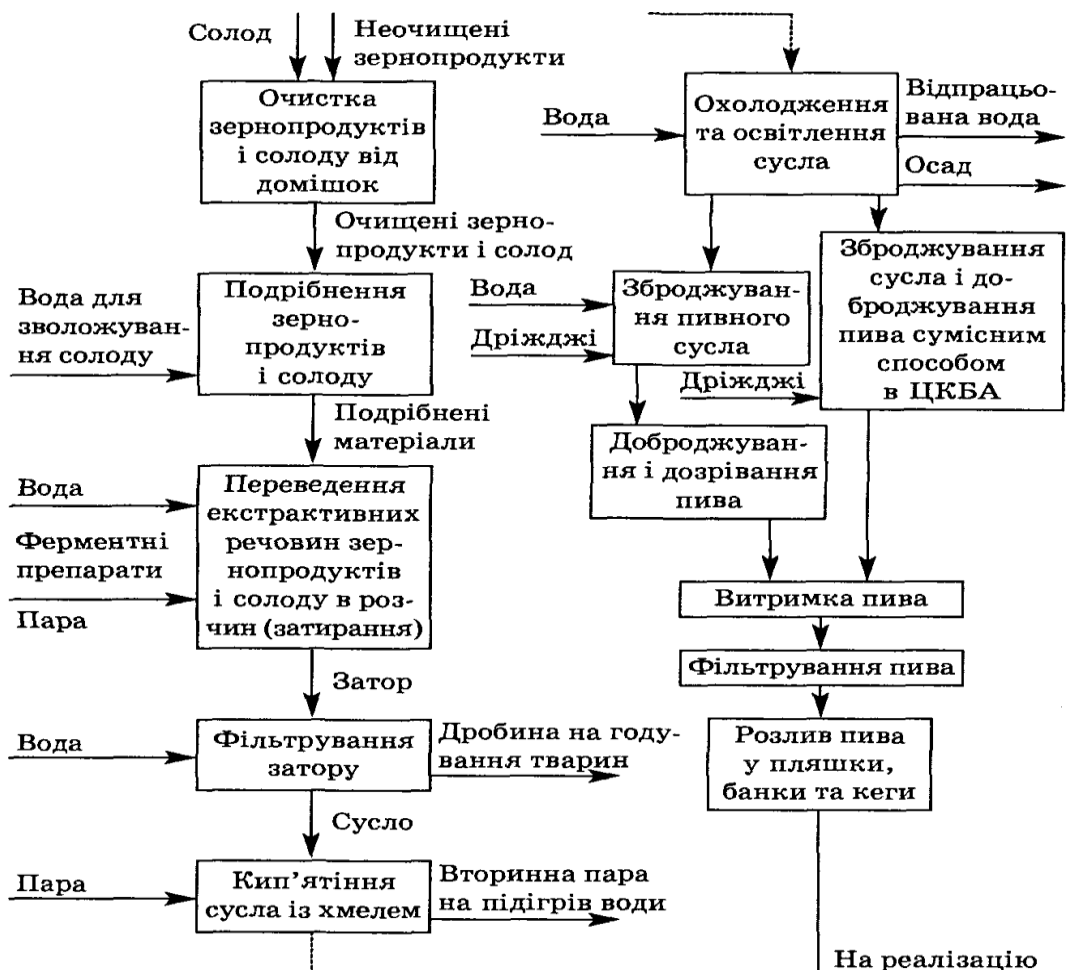 Солод
Неочищені
зернопродукти
Очистка
зернопродуктів
і солоду від
домішок
Очищені зерно-
продукти і солод
Вода для
зволожуван-
ня солоду
Подрібнення
зерно-
продуктів
і солоду
Подрібнені
матеріали
Вода
Ферментні
препарати
Пара
Переведення
екстрактивних
речовин зер-
нопродуктів
і солоду в роз-
чин (затирання)
Затор
Вода
Фільтрування
затору
Дробина на году-
вання тварин
Сусло
Пара
Кип’ятіння
сусла із хмелем
Вторинна пара
на підігрів води
Вода
Охолодження
та освітлення
сусла
Відпрацьо-
вана вода
Осад
Вода
Дріжджі
Зброджуван-
ня пивного
сусла
Зброджування
сусла і до-
броджування
пива сумісним
способом
в ЦКБА
Дріжджі
Доброджуван-
ня і дозрівання
пива
Витримка пива
Фільтрування пива
Розлив пива
у пляшки,
банки та кеги
На реалізацію